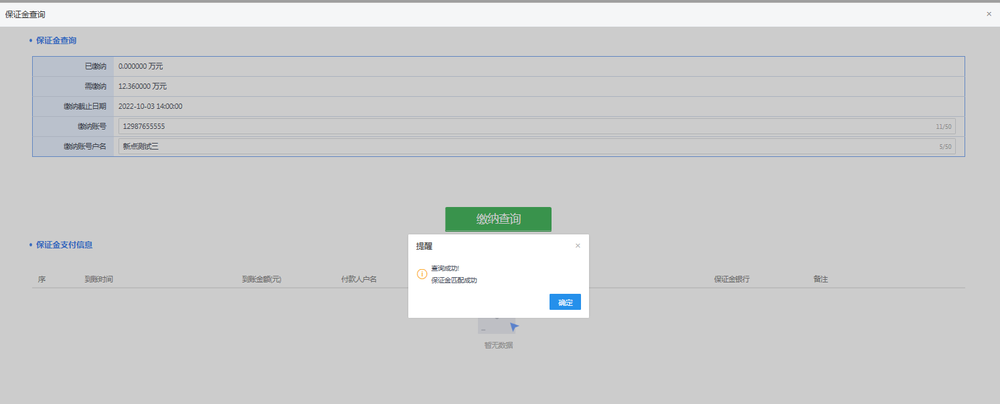 保证金查询
×
• 保证金查询
已缴纳 0.000000 万元
需缴纳 12.360000 万元
缴纳截止日期 2022-10-03 14:00:00
缴纳账号 12987655555 11/50
缴纳账号户名 新点测试三 5/50
缴纳查询
• 保证金支付信息
提醒 ×
查询成功!
保证金匹配成功
确定
序 到账时间 到账金额(元) 付款人户名 保证金银行 备注
暂无数据